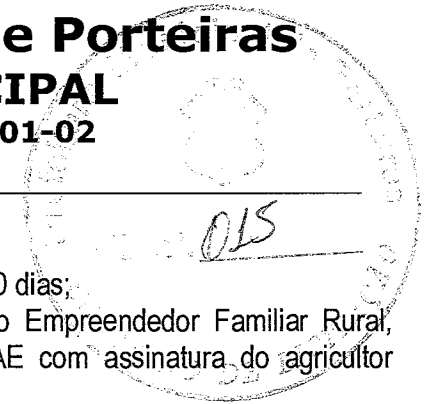 e Porteiras
CIPAL
01-02
015
0 dias;
o Empreendedor Familiar Rural,
AE com assinatura do agricultor